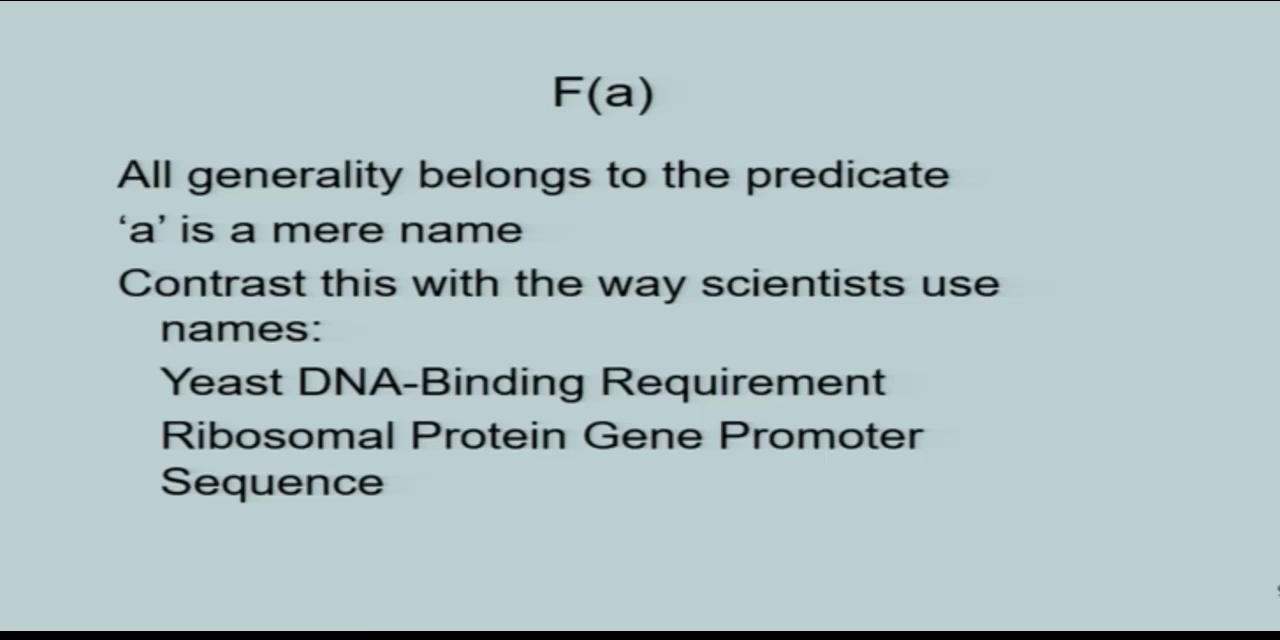 F(a)
All generality belongs to the predicate
‘a’ is a mere name
Contrast this with the way scientists use
names:
Yeast DNA-Binding Requirement
Ribosomal Protein Gene Promoter
Sequence